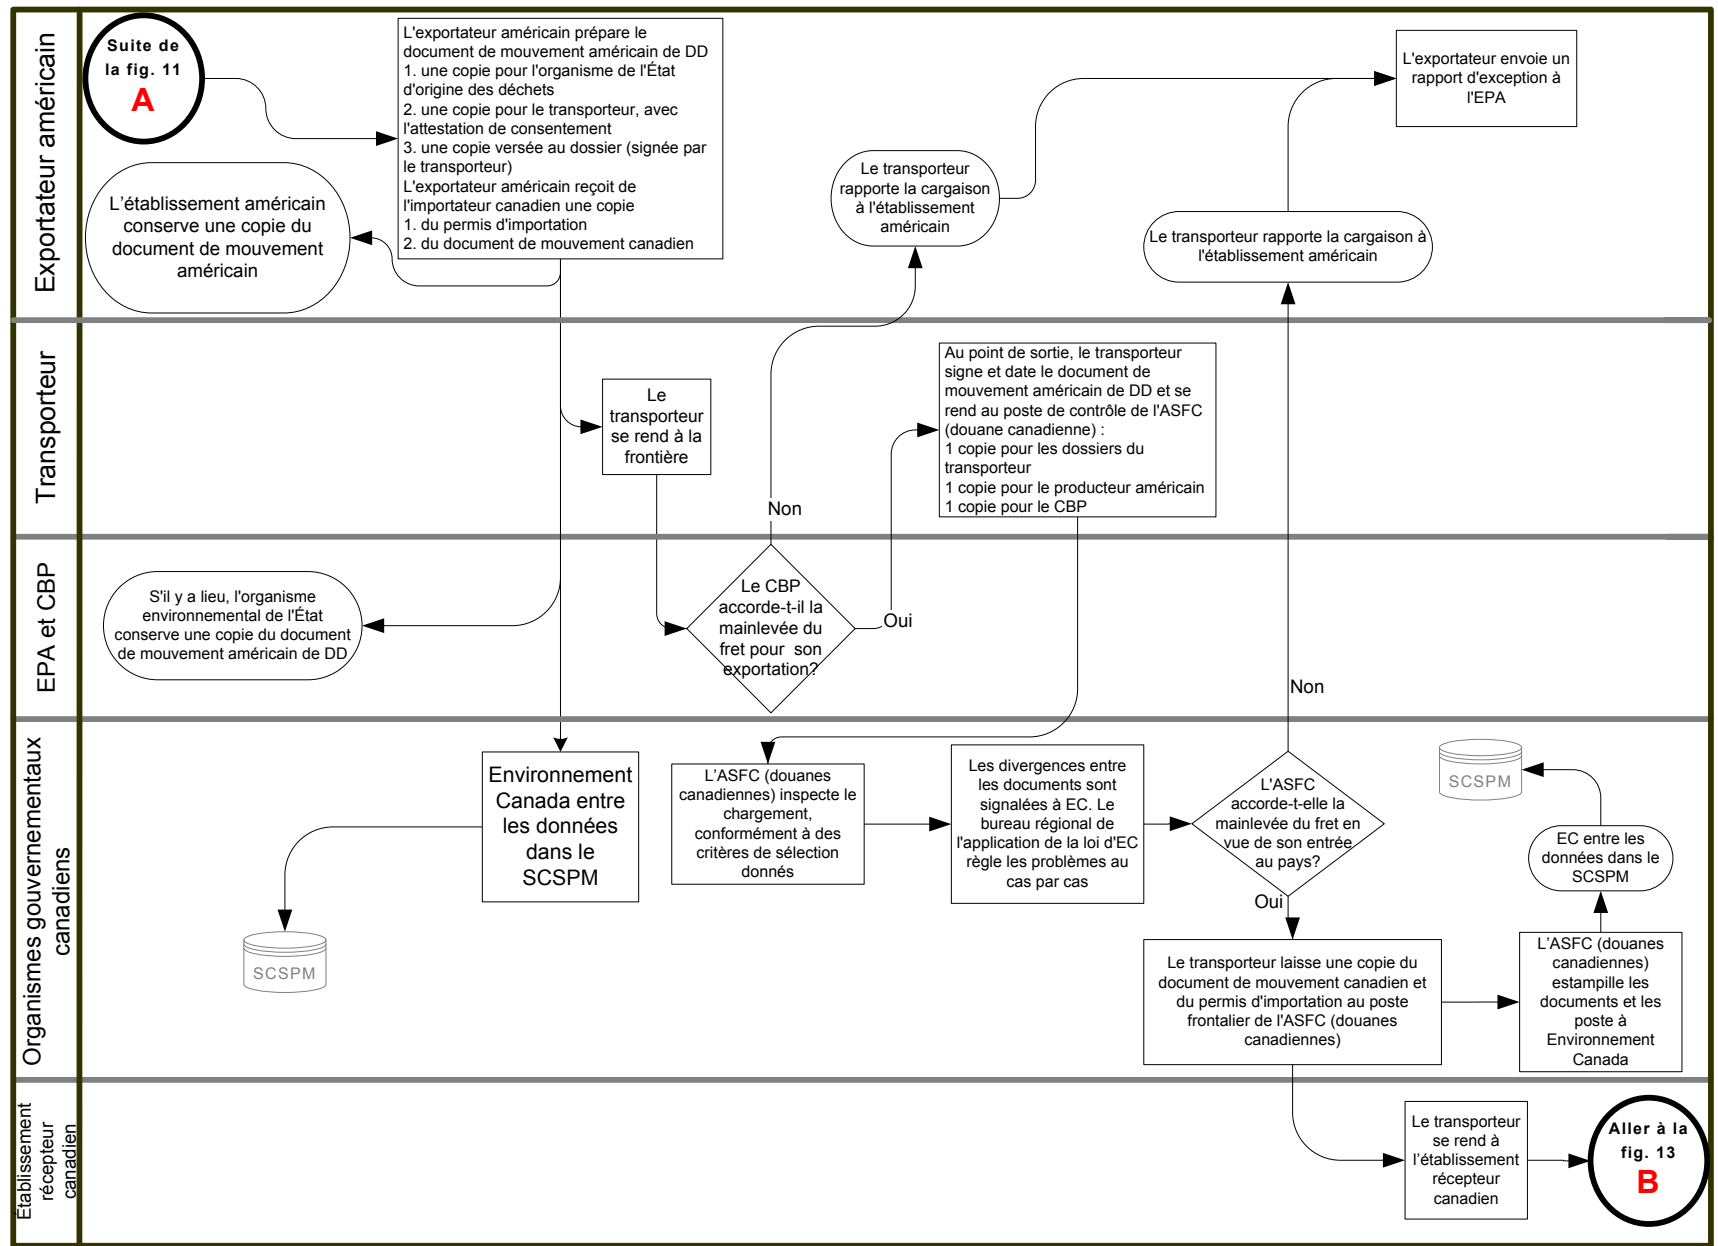 Exportateur américain
Suite de
la fig. 11
A
L'exportateur américain prépare le
document de mouvement américain de DD
1. une copie pour l'organisme de l'État
d'origine des déchets
2. une copie pour le transporteur, avec
l'attestation de consentement
3. une copie versée au dossier (signée par
le transporteur)
L'exportateur américain reçoit de
l'importateur canadien une copie
1. du permis d'importation
2. du document de mouvement canadien
L'établissement américain
conserve une copie du
document de mouvement
américain
Le transporteur
rapporte la cargaison
à l'établissement
américain
L'exportateur envoie un
rapport d'exception à
l'EPA
Le transporteur rapporte la cargaison à
l'établissement américain
Transporteur
Le
transporteur
se rend à la
frontière
Non
Au point de sortie, le transporteur
signe et date le document de
mouvement américain de DD et se
rend au poste de contrôle de l'ASFC
(douane canadienne) :
1 copie pour les dossiers du
transporteur
1 copie pour le producteur américain
1 copie pour le CBP
EPA et CBP
S'il y a lieu, l'organisme
environnemental de l'État
conserve une copie du document
de mouvement américain de DD
Le CBP
accorde-t-il la
mainlevée du
fret pour son
exportation?
Oui
Non
Organismes gouvernementaux
canadiens
Environnement
Canada entre
les données
dans le
SCSPM
SCSPM
L'ASFC (douanes
canadiennes) inspecte le
chargement,
conformément à des
critères de sélection
donnés
Les divergences entre
les documents sont
signalées à EC. Le
bureau régional de
l'application de la loi d'EC
règle les problèmes au
cas par cas
L'ASFC
accorde-t-elle la
mainlevée du fret en
vue de son entrée
au pays?
Oui
Le transporteur laisse une copie du
document de mouvement canadien et
du permis d'importation au poste
frontalier de l'ASFC (douanes
canadiennes)
L'ASFC (douanes
canadiennes)
estampille les
documents et les
poste à
Environnement
Canada
EC entre les
données dans le
SCSPM
SCSPM
Établissement
récepteur
canadien
Le transporteur
se rend à
l'établissement
récepteur
canadien
Aller à la
fig. 13
B